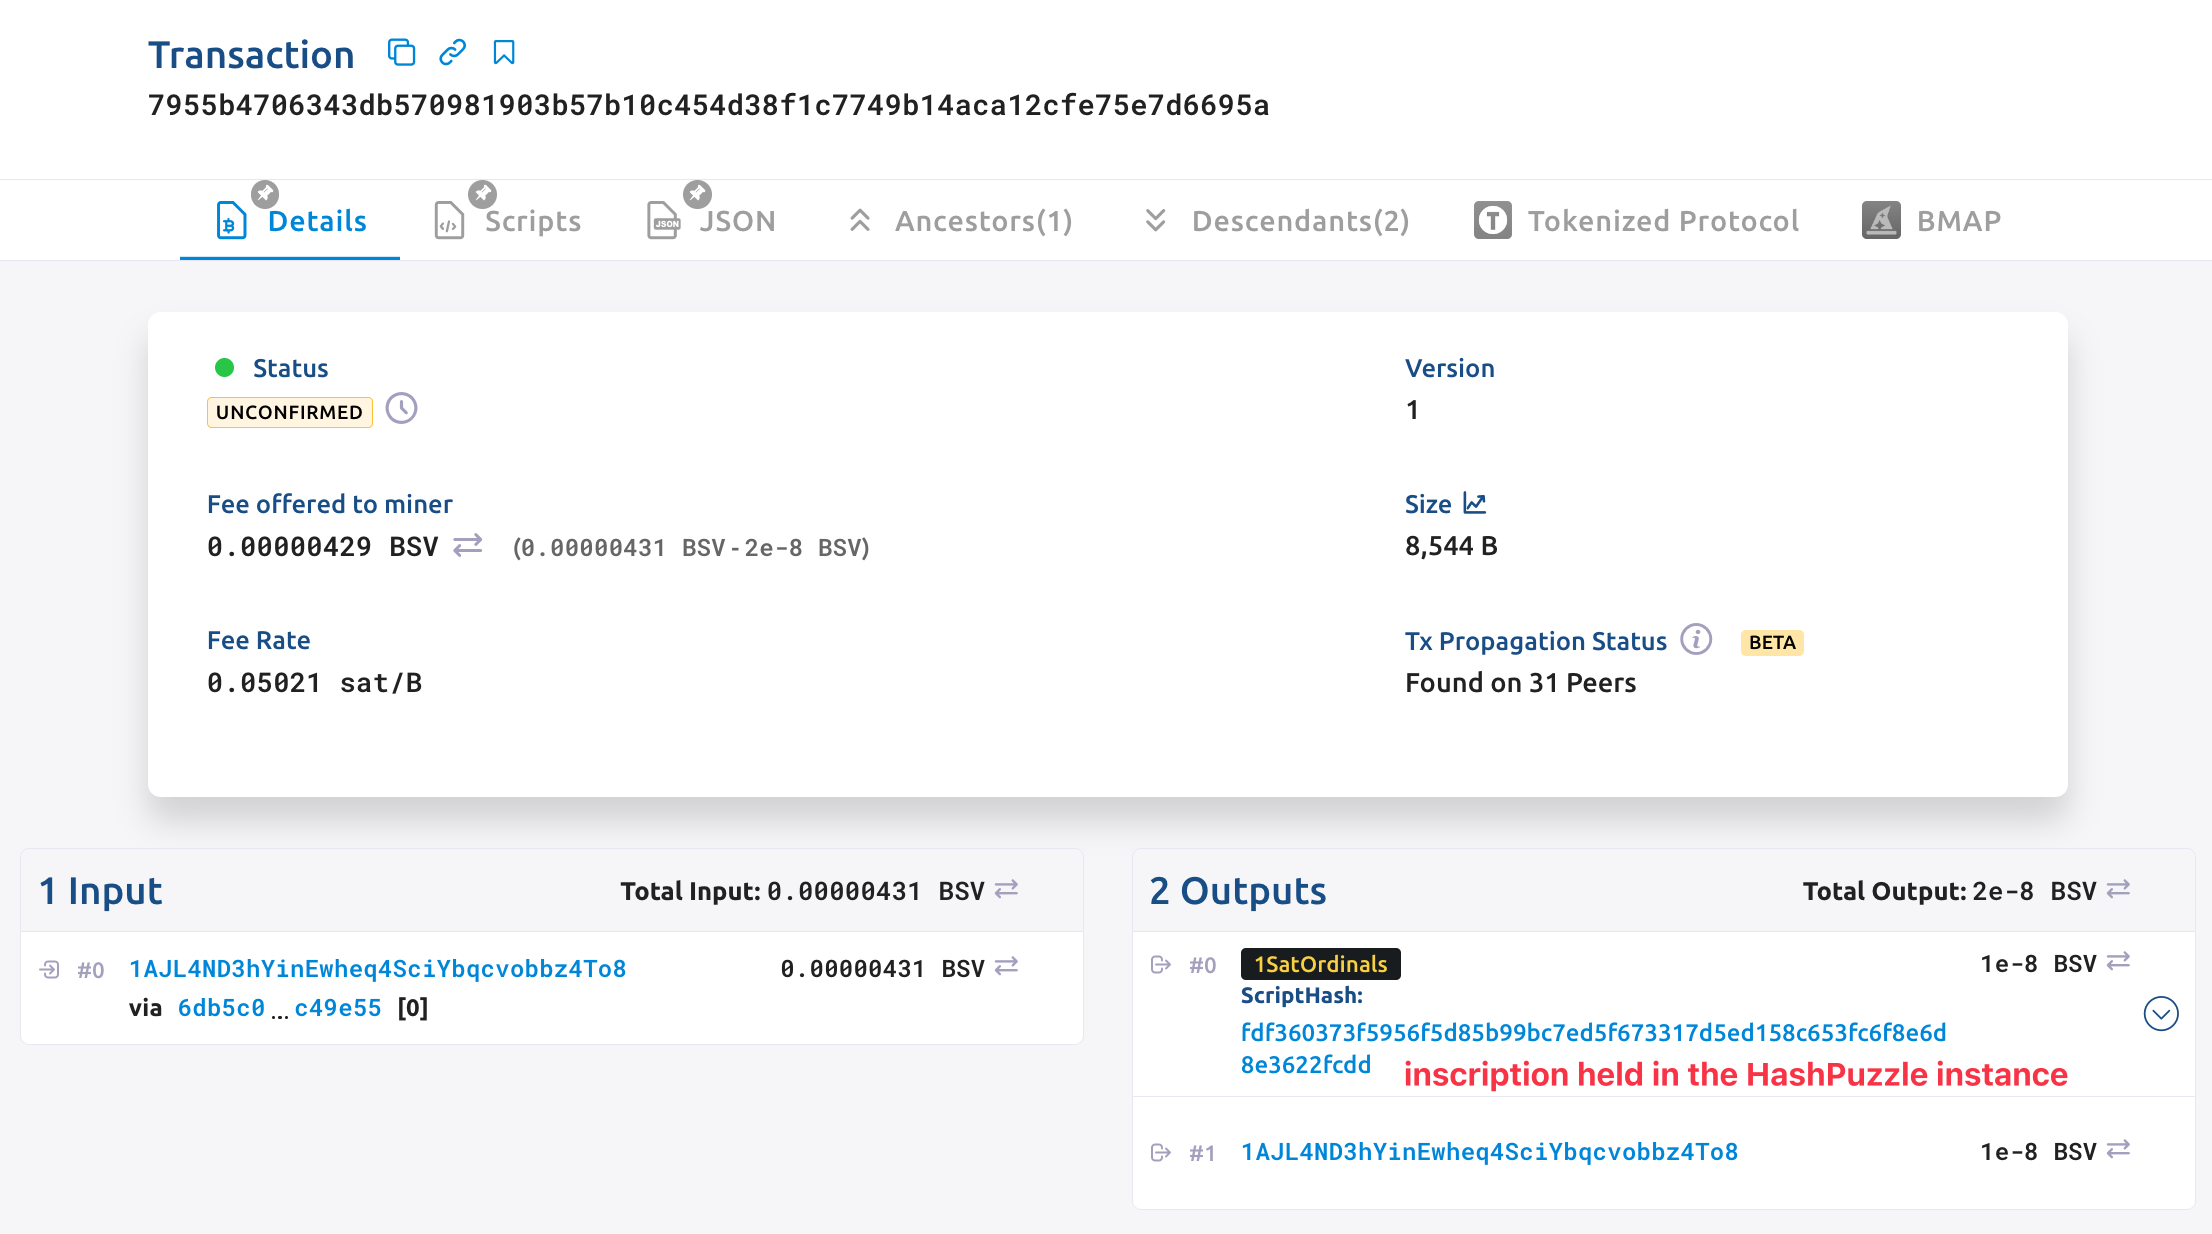 Transaction
7955b4706343db570981903b57b10c454d38f1c7749b14aca12cfe75e7d6695a
Details
Scripts
JSON
Ancestors(1)
Descendants(2)
Tokenized Protocol
BMAP
Status
UNCONFIRMED
Version
1
Fee offered to miner
0.00000429 BSV (0.00000431 BSV-2e-8 BSV)
Size
8,544 B
Fee Rate
0.05021 sat/B
Tx Propagation Status BETA
Found on 31 Peers
1 Input
Total Input: 0.00000431 BSV
#0 1AJL4ND3hYinEwheq4SciYbqcvobbz4To8 0.00000431 BSV
via 6db5c0...c49e55 [0]
2 Outputs
Total Output: 2e-8 BSV
#0 1SatOrdinals 1e-8 BSV
ScriptHash:
fdf360373f5956f5d85b99bc7ed5f673317d5ed158c653fc6f8e6d
8e3622fcdd
inscription held in the HashPuzzle instance
#1 1AJL4ND3hYinEwheq4SciYbqcvobbz4To8 1e-8 BSV